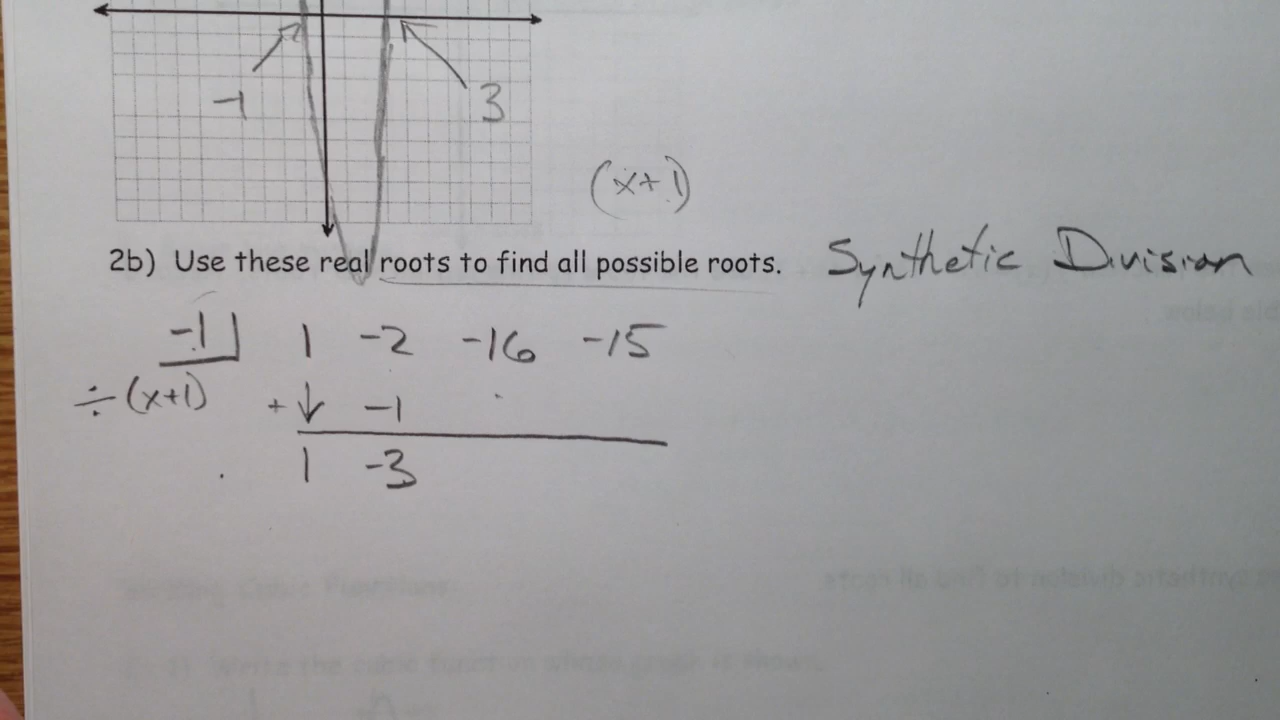 -1
3
(x+1)
2b) Use these real roots to find all possible roots. Synthetic Division
-1 1 -2 -16 -15
÷ (x+1) + ↓ -1
1 -3